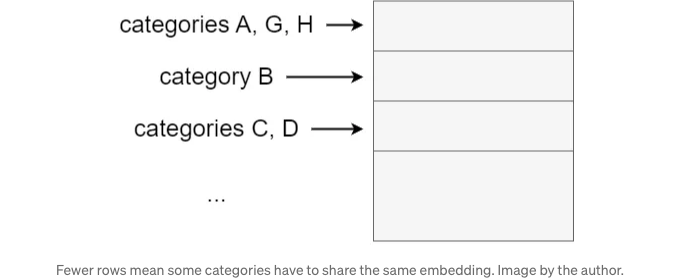 categories A, G, H
category B
categories C, D
...
Fewer rows mean some categories have to share the same embedding. Image by the author.